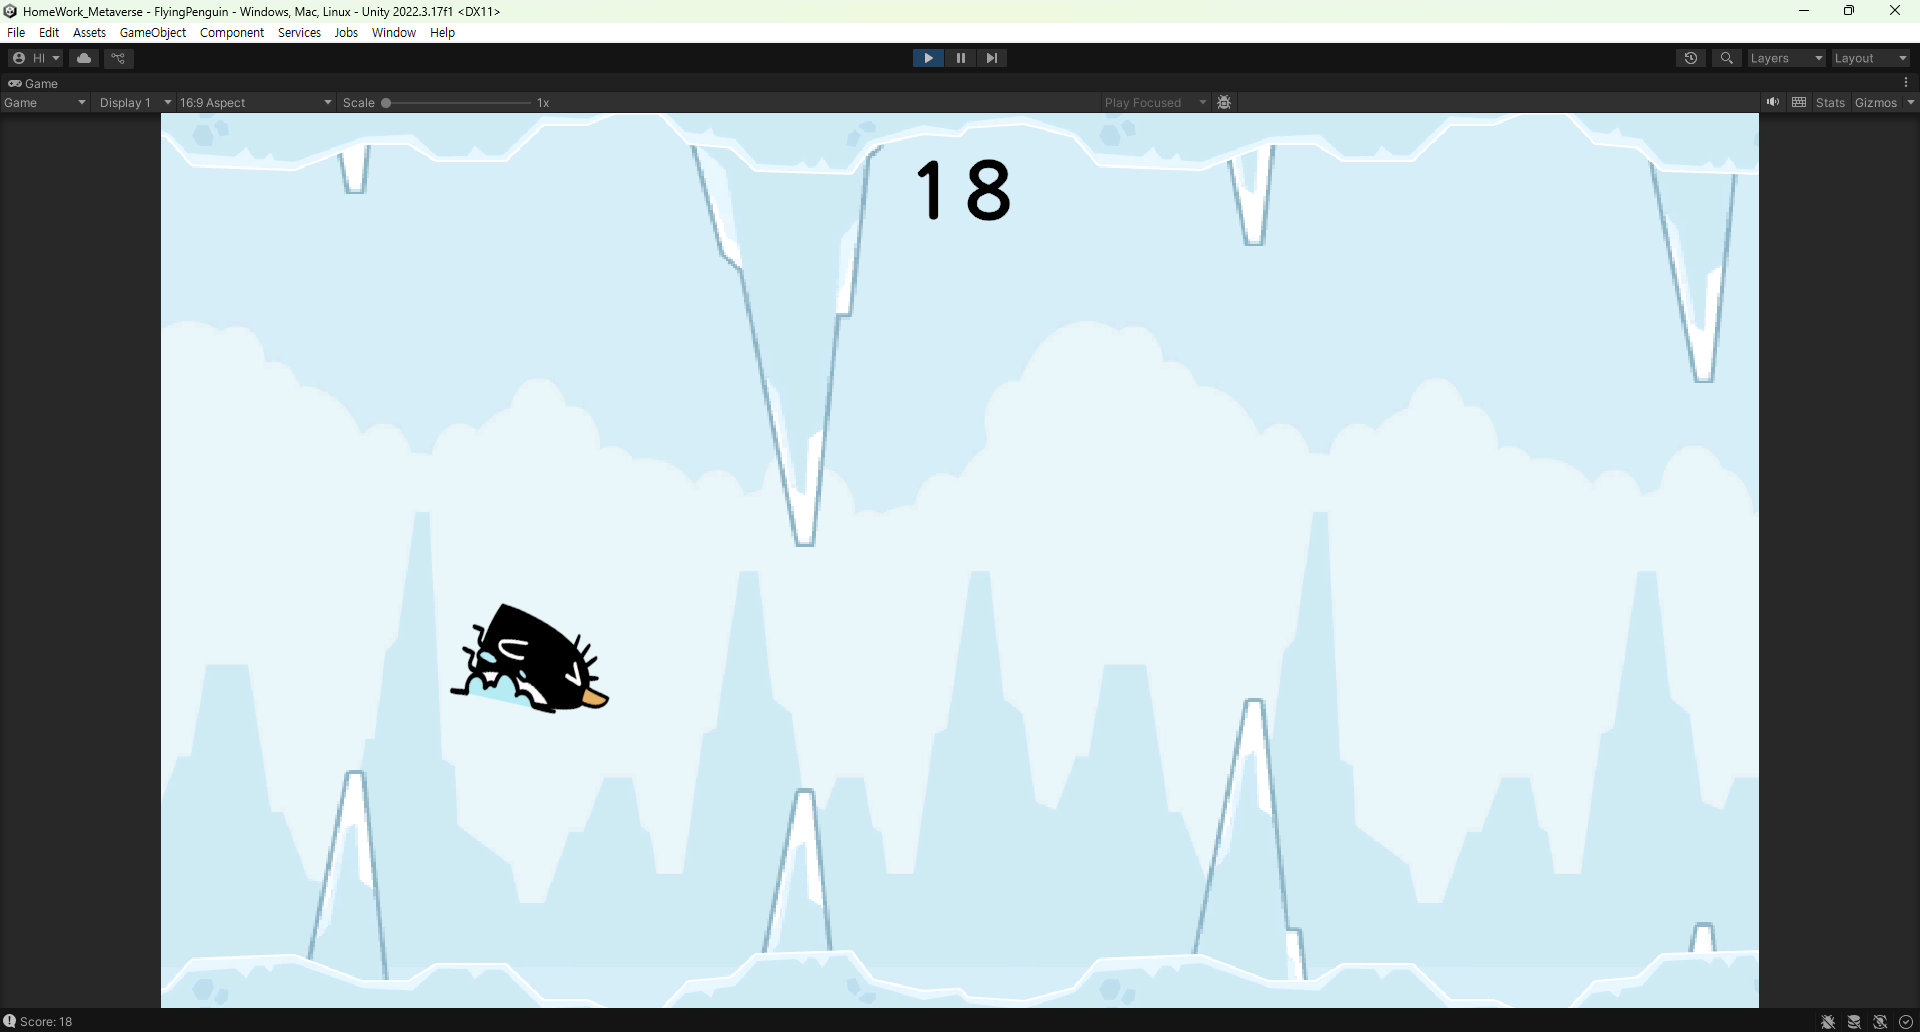 HomeWork_Metaverse - FlyingPenguin - Windows, Mac, Linux - Unity 2022.3.17f1 <DX11>
File Edit Assets GameObject Component Services Jobs Window Help
HI Layers Layout
Game
Game Display 1 16:9 Aspect Scale 1x Play Focused Stats Gizmos
18
Score: 18